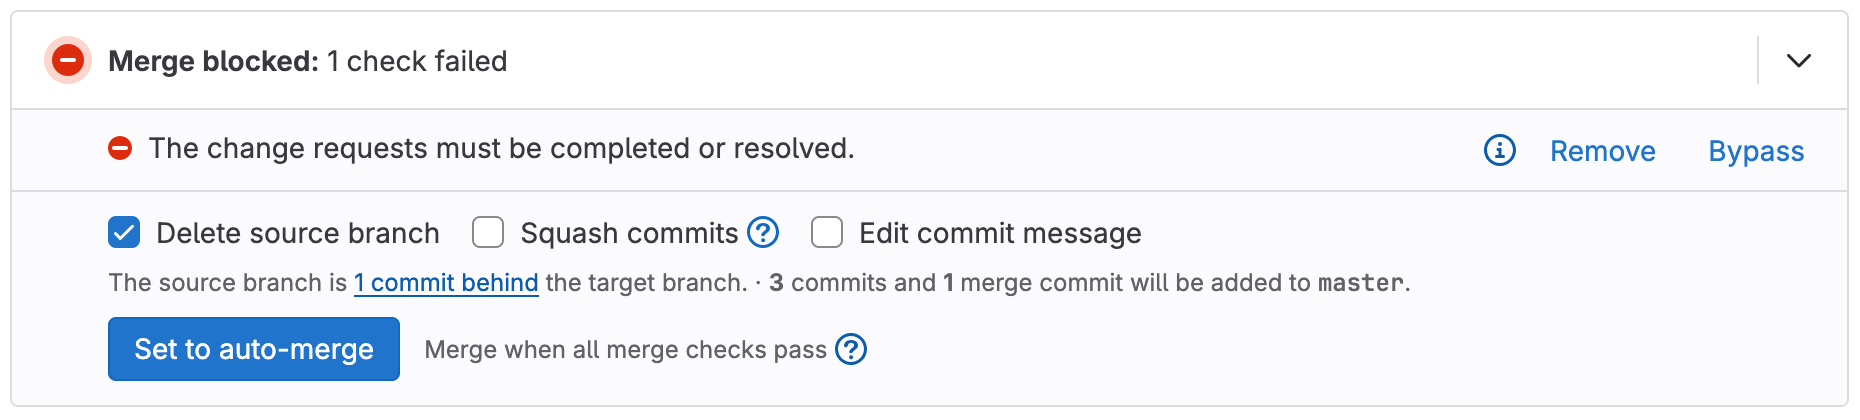 Merge blocked: 1 check failed
The change requests must be completed or resolved. Remove Bypass
Delete source branch Squash commits Edit commit message
The source branch is 1 commit behind the target branch. · 3 commits and 1 merge commit will be added to master.
Set to auto-merge Merge when all merge checks pass